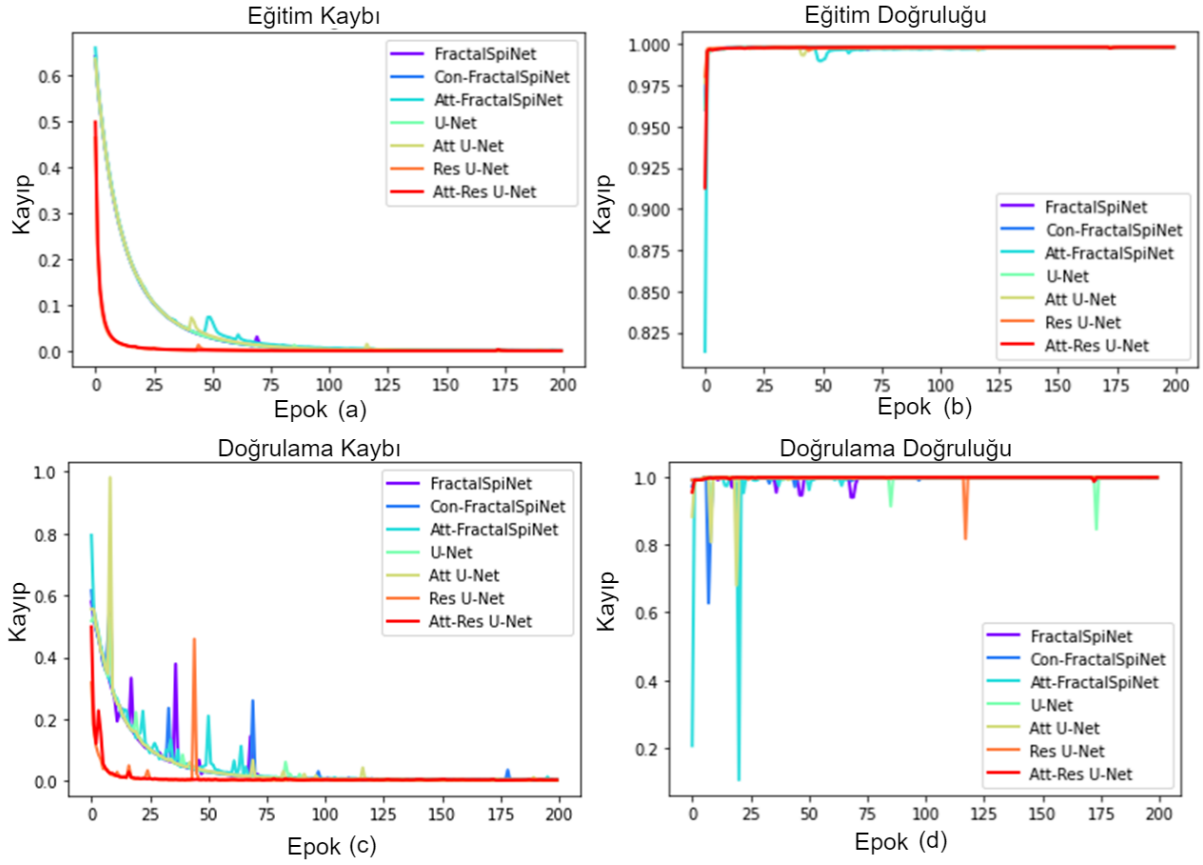 Eğitim Kaybı
0.6
0.5
0.4
0.3
0.2
0.1
0.0
Kayıp
FractalSpiNet
Con-FractalSpiNet
Att-FractalSpiNet
U-Net
Att U-Net
Res U-Net
Att-Res U-Net
0 25 50 75 100 125 150 175 200
Epok (a)
Eğitim Doğruluğu
1.000
0.975
0.950
0.925
0.900
0.875
0.850
0.825
Kayıp
FractalSpiNet
Con-FractalSpiNet
Att-FractalSpiNet
U-Net
Att U-Net
Res U-Net
Att-Res U-Net
0 25 50 75 100 125 150 175 200
Epok (b)
Doğrulama Kaybı
1.0
0.8
0.6
0.4
0.2
0.0
Kayıp
FractalSpiNet
Con-FractalSpiNet
Att-FractalSpiNet
U-Net
Att U-Net
Res U-Net
Att-Res U-Net
0 25 50 75 100 125 150 175 200
Epok (c)
Doğrulama Doğruluğu
1.0
0.8
0.6
0.4
0.2
Kayıp
FractalSpiNet
Con-FractalSpiNet
Att-FractalSpiNet
U-Net
Att U-Net
Res U-Net
Att-Res U-Net
0 25 50 75 100 125 150 175 200
Epok (d)